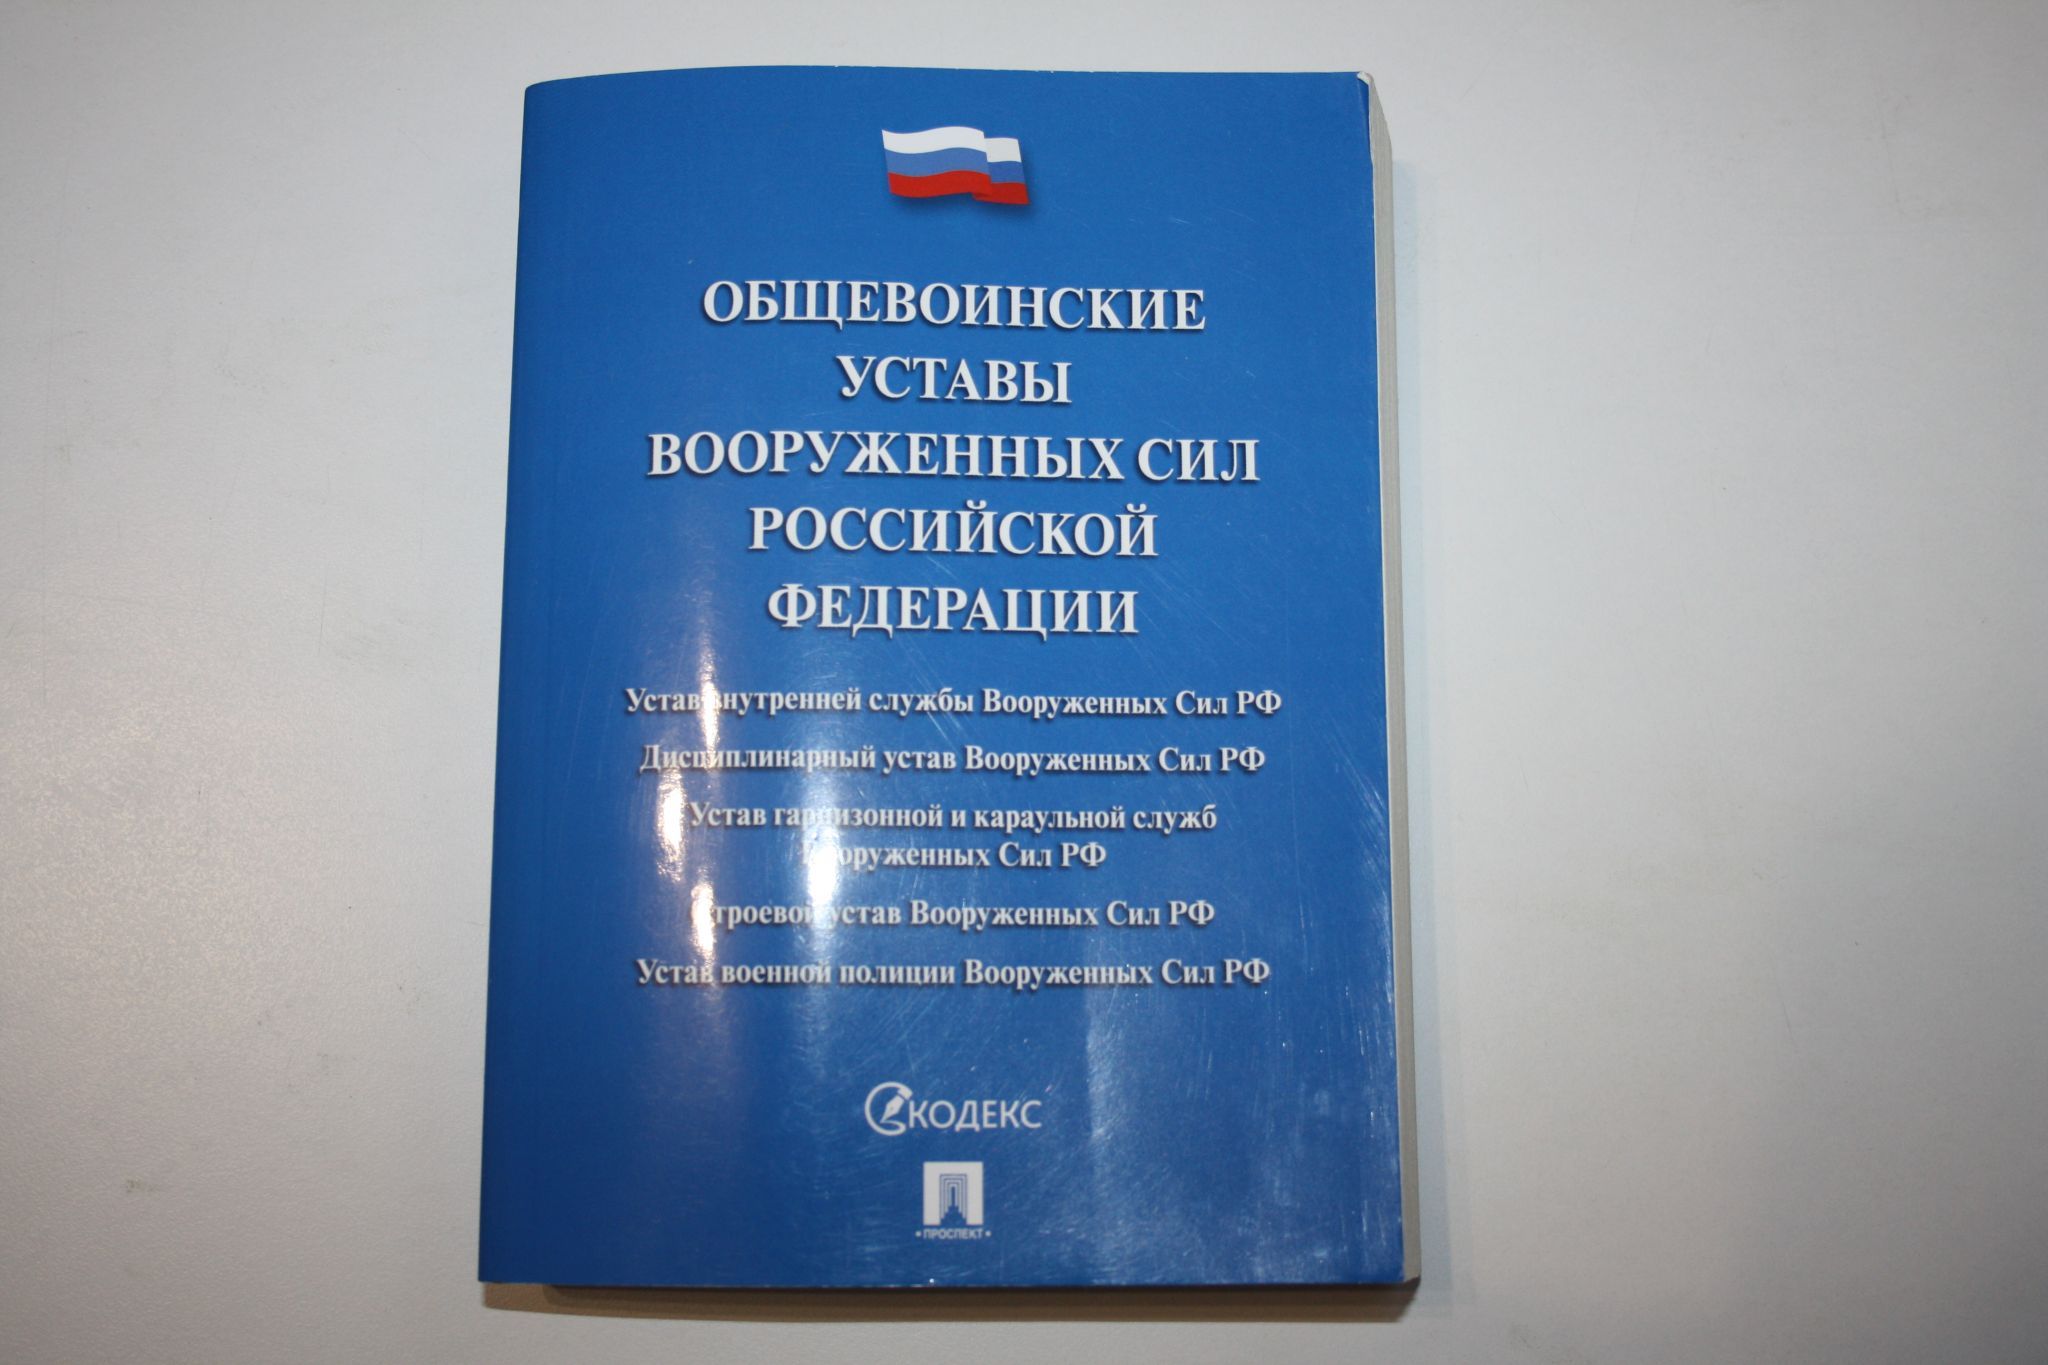 ОБЩЕВОИНСКИЕ
УСТАВЫ
ВООРУЖЕННЫХ СИЛ
РОССИЙСКОЙ
ФЕДЕРАЦИИ
Устав внутренней службы Вооруженных Сил РФ
Дисциплинарный устав Вооруженных Сил РФ
Устав гарнизонной и караульной служб
Вооруженных Сил РФ
Строевой устав Вооруженных Сил РФ
Устав военной полиции Вооруженных Сил РФ
КОДЕКС
• ПРОСПЕКТ •